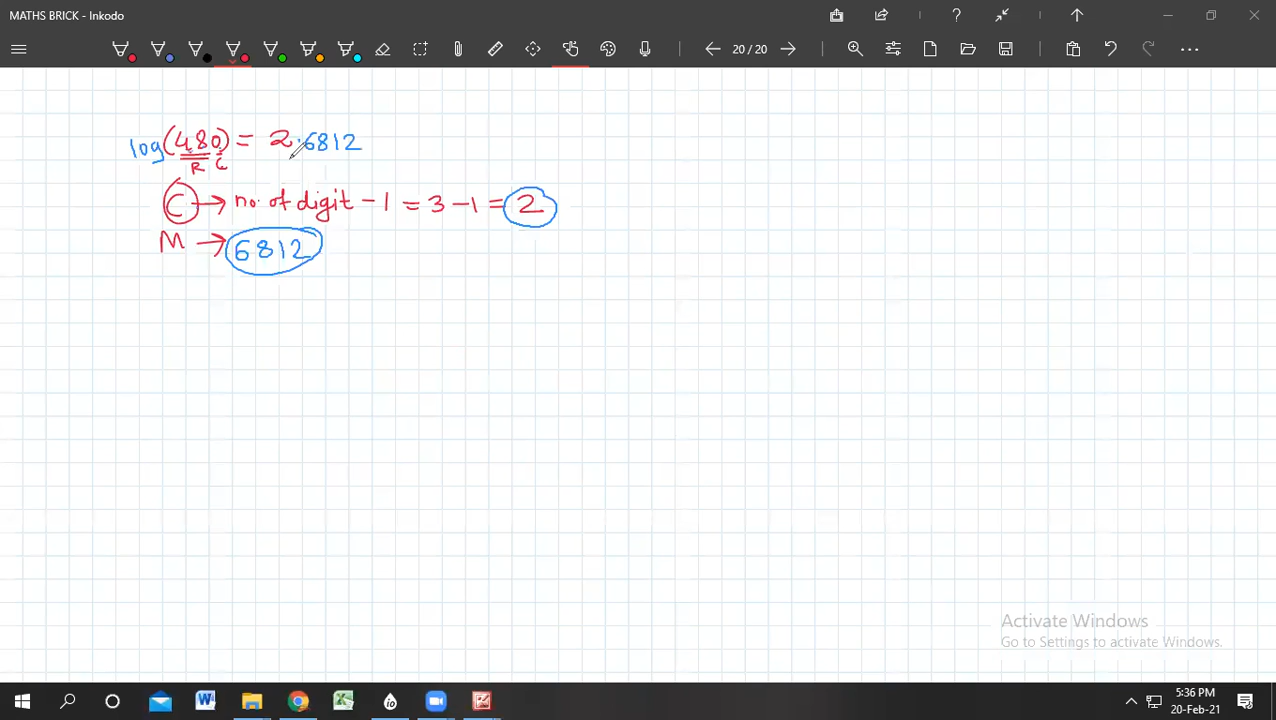 MATHS BRICK - Inkodo
20 / 20
log(480) = 2.6812
R C
C → no. of digit - 1 = 3 - 1 = 2
M → 6812
Activate Windows
Go to Settings to activate Windows.
5:36 PM
20-Feb-21